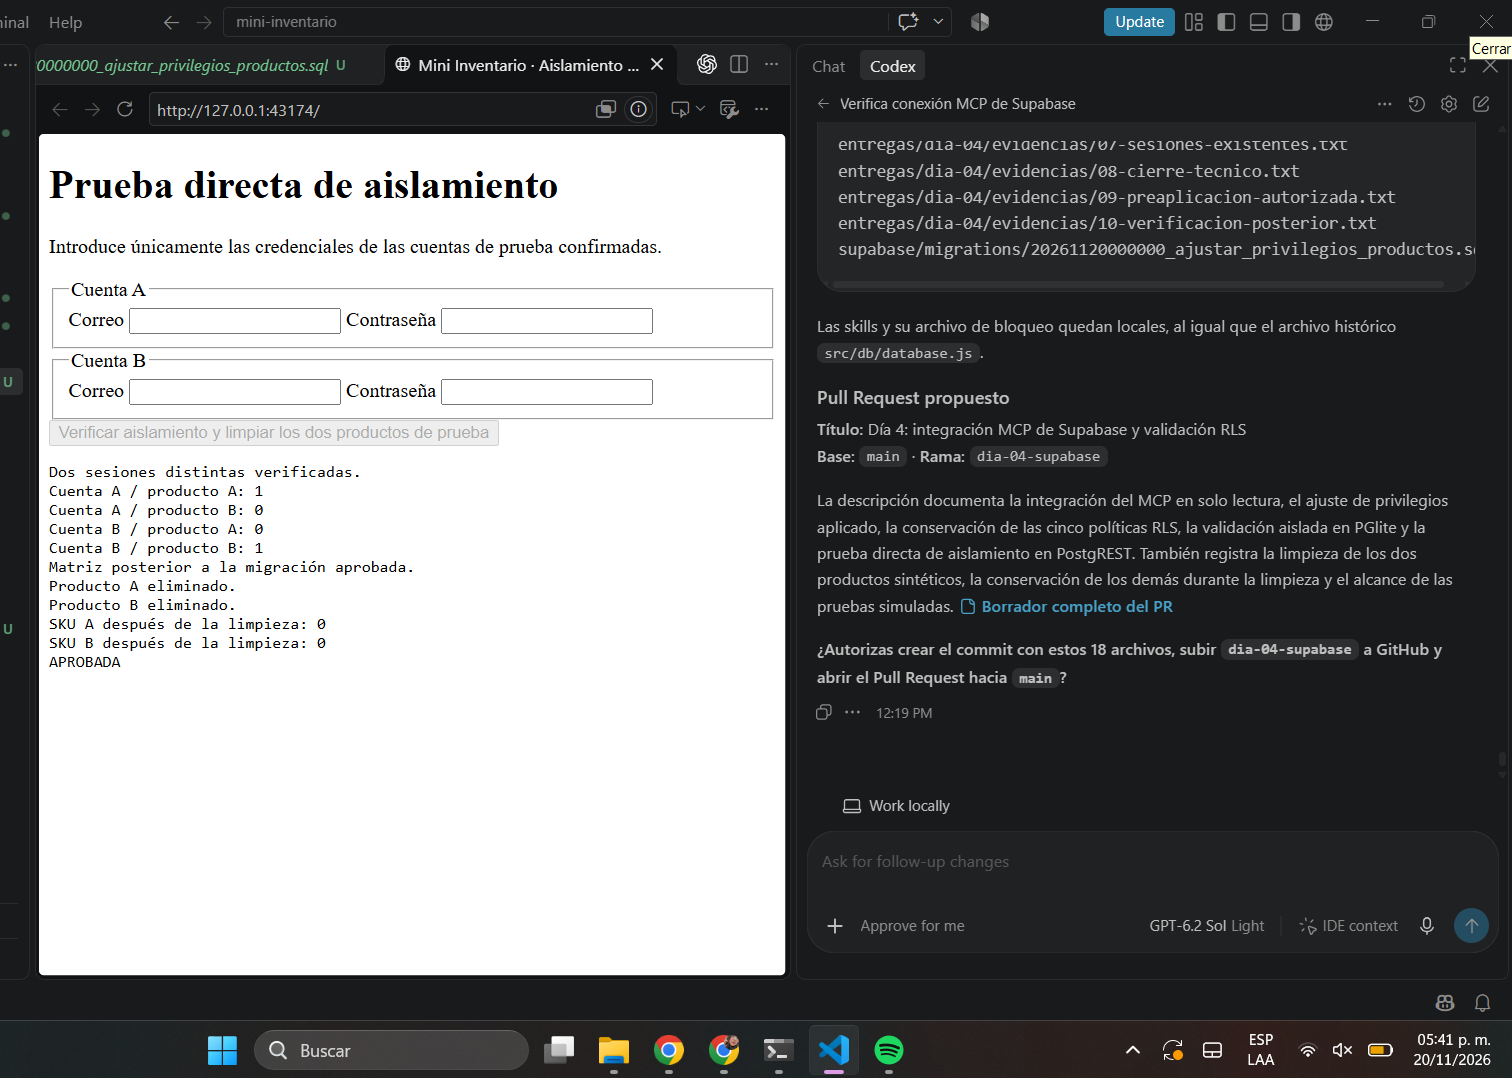 Help
mini-inventario
Update
Cerrar
0000000_ajustar_privilegios_productos.sql U
Mini Inventario · Aislamiento ...
Chat
Codex
http://127.0.0.1:43174/
Verifica conexión MCP de Supabase
Prueba directa de aislamiento
Introduce únicamente las credenciales de las cuentas de prueba confirmadas.
Cuenta A
Correo
Contraseña
Cuenta B
Correo
Contraseña
Verificar aislamiento y limpiar los dos productos de prueba
Dos sesiones distintas verificadas.
Cuenta A / producto A: 1
Cuenta A / producto B: 0
Cuenta B / producto A: 0
Cuenta B / producto B: 1
Matriz posterior a la migración aprobada.
Producto A eliminado.
Producto B eliminado.
SKU A después de la limpieza: 0
SKU B después de la limpieza: 0
APROBADA
U
U
entregas/dia-04/evidencias/07-sesiones-existentes.txt
entregas/dia-04/evidencias/08-cierre-tecnico.txt
entregas/dia-04/evidencias/09-preaplicacion-autorizada.txt
entregas/dia-04/evidencias/10-verificacion-posterior.txt
supabase/migrations/20261120000000_ajustar_privilegios_productos.s
Las skills y su archivo de bloqueo quedan locales, al igual que el archivo histórico
src/db/database.js.
Pull Request propuesto
Título: Día 4: integración MCP de Supabase y validación RLS
Base: main · Rama: dia-04-supabase
La descripción documenta la integración del MCP en solo lectura, el ajuste de privilegios
aplicado, la conservación de las cinco políticas RLS, la validación aislada en PGlite y la
prueba directa de aislamiento en PostgREST. También registra la limpieza de los dos
productos sintéticos, la conservación de los demás durante la limpieza y el alcance de las
pruebas simuladas. Borrador completo del PR
¿Autorizas crear el commit con estos 18 archivos, subir dia-04-supabase a GitHub y
abrir el Pull Request hacia main?
12:19 PM
Work locally
Ask for follow-up changes
Approve for me
GPT-6.2 Sol Light
IDE context
Buscar
ESP
LAA
05:41 p. m.
20/11/2026